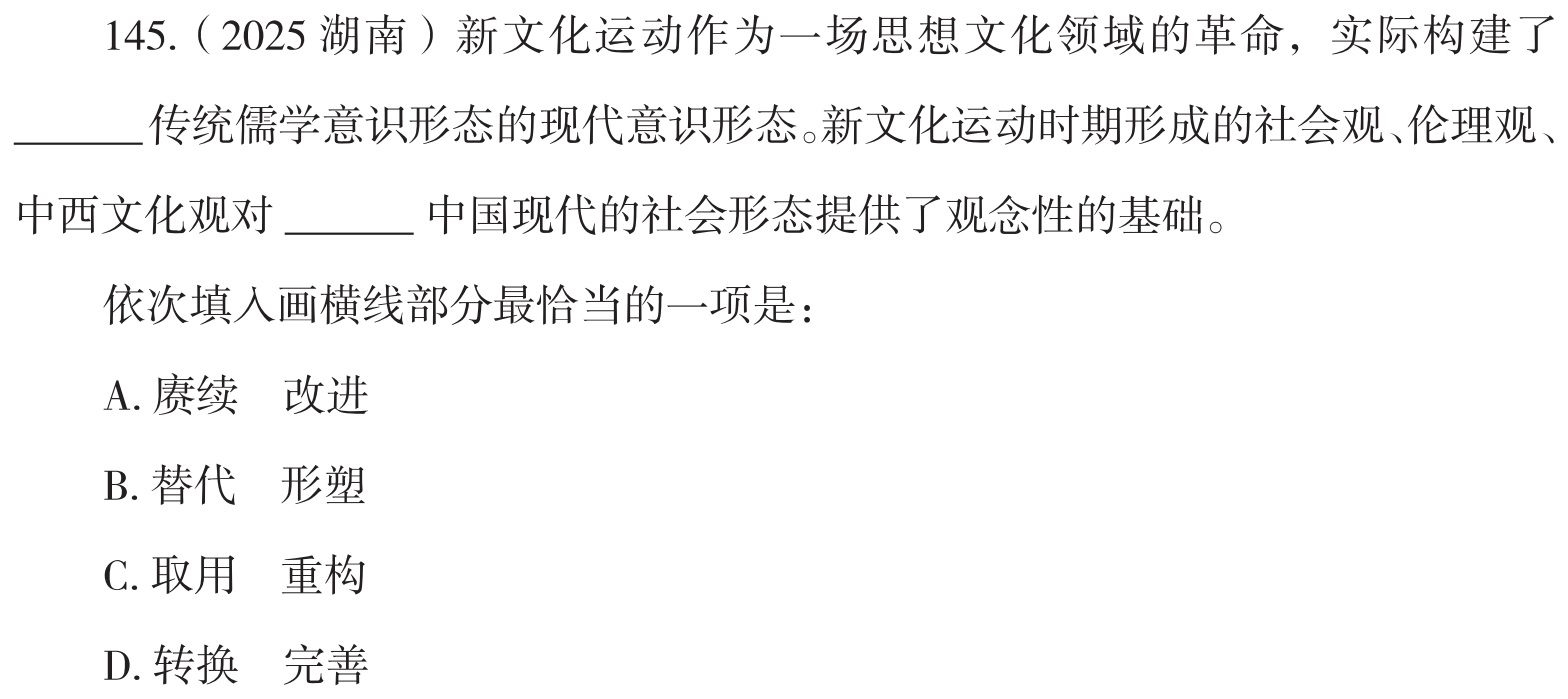 145.（2025 湖南）新文化运动作为一场思想文化领域的革命，实际构建了
______传统儒学意识形态的现代意识形态。新文化运动时期形成的社会观、伦理观、
中西文化观对 ______ 中国现代的社会形态提供了观念性的基础。
依次填入画横线部分最恰当的一项是：
A. 赓续　改进
B. 替代　形塑
C. 取用　重构
D. 转换　完善